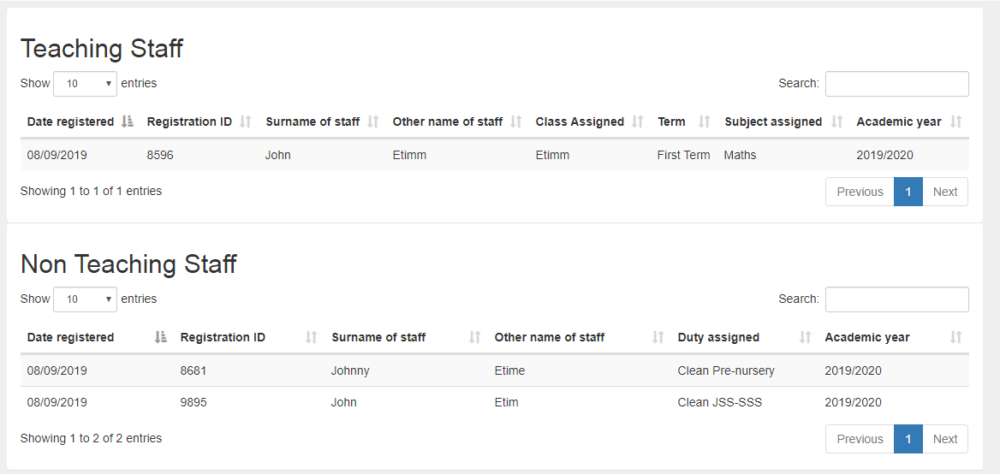 Teaching Staff
Show 10 entries Search:
Date registered Registration ID Surname of staff Other name of staff Class Assigned Term Subject assigned Academic year
08/09/2019 8596 John Etimm Etimm First Term Maths 2019/2020
Showing 1 to 1 of 1 entries Previous 1 Next
Non Teaching Staff
Show 10 entries Search:
Date registered Registration ID Surname of staff Other name of staff Duty assigned Academic year
08/09/2019 8681 Johnny Etime Clean Pre-nursery 2019/2020
08/09/2019 9895 John Etim Clean JSS-SSS 2019/2020
Showing 1 to 2 of 2 entries Previous 1 Next